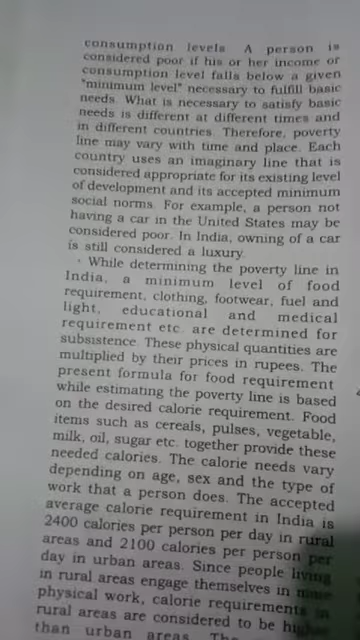 consumption levels. A person is
considered poor if his or her income or
consumption level falls below a given
"minimum level" necessary to fulfill basic
needs. What is necessary to satisfy basic
needs is different at different times and
in different countries. Therefore, poverty
line may vary with time and place. Each
country uses an imaginary line that is
considered appropriate for its existing level
of development and its accepted minimum
social norms. For example, a person not
having a car in the United States may be
considered poor. In India, owning of a car
is still considered a luxury.
While determining the poverty line in
India, a minimum level of food
requirement, clothing, footwear, fuel and
light, educational and medical
requirement etc. are determined for
subsistence. These physical quantities are
multiplied by their prices in rupees. The
present formula for food requirement
while estimating the poverty line is based
on the desired calorie requirement. Food
items such as cereals, pulses, vegetable,
milk, oil, sugar etc. together provide these
needed calories. The calorie needs vary
depending on age, sex and the type of
work that a person does. The accepted
average calorie requirement in India is
2400 calories per person per day in rural
areas and 2100 calories per person per
day in urban areas. Since people living
in rural areas engage themselves in more
physical work, calorie requirements in
rural areas are considered to be higher
than urban areas. The